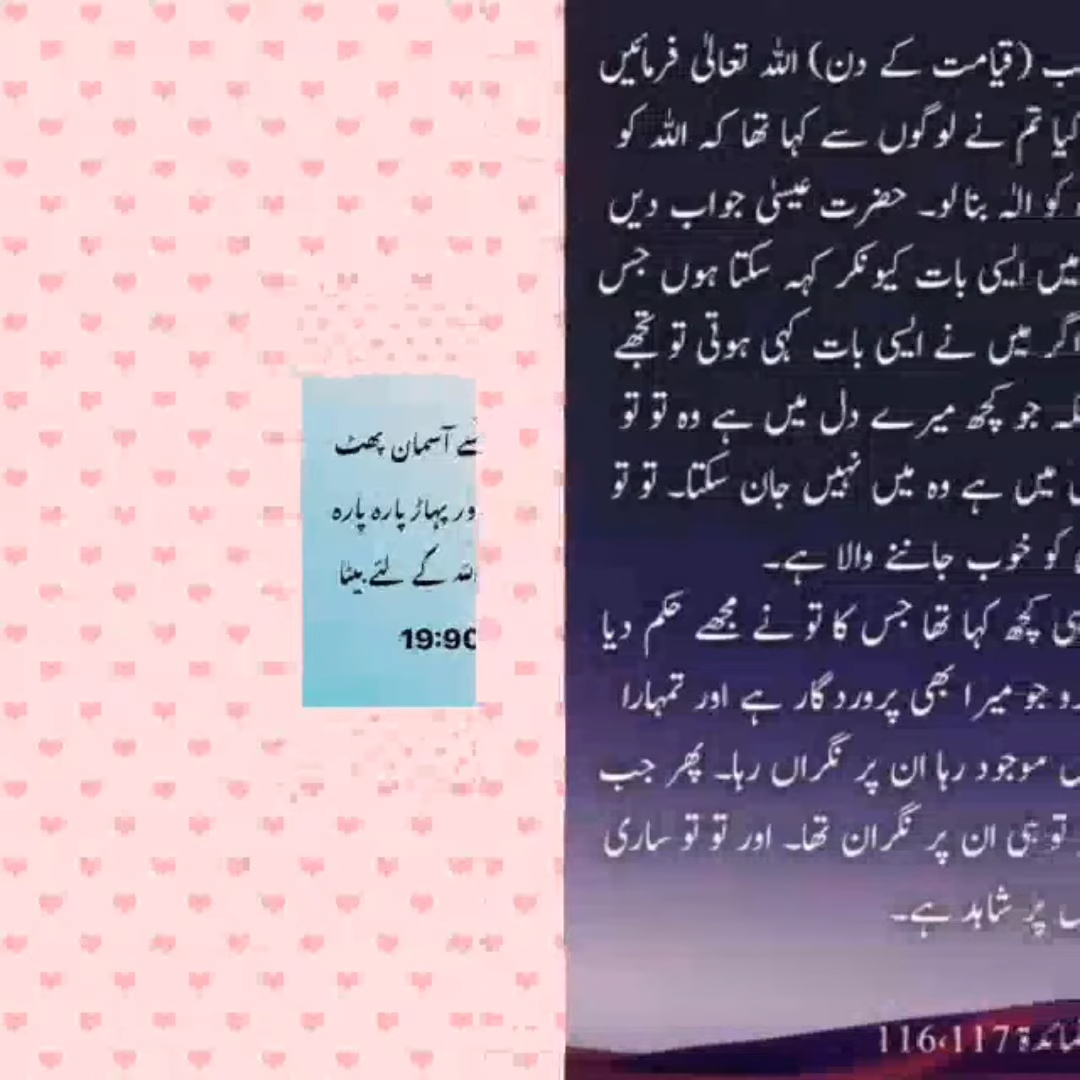 آسمان پھٹ
پہاڑ پارہ پارہ
کے لئے بیٹا
19:90
(قیامت کے دن) اللہ تعالیٰ فرمائیں
کیا تم نے لوگوں سے کہا تھا کہ اللہ کو
کو الٰہ بنا لو۔ حضرت عیسیٰ جواب دیں
میں ایسی بات کیونکر کہہ سکتا ہوں جس
اگر میں نے ایسی بات کہی ہوتی تو تجھے
جو کچھ میرے دل میں ہے وہ تو تو
میں ہے وہ میں نہیں جان سکتا۔ تو تو
کو خوب جاننے والا ہے۔
کچھ کہا تھا جس کا تو نے مجھے حکم دیا
جو میرا بھی پروردگار ہے اور تمہارا
موجود رہا ان پر نگراں رہا۔ پھر جب
تو ہی ان پر نگران تھا۔ اور تو تو ساری
پر شاہد ہے۔
116،117